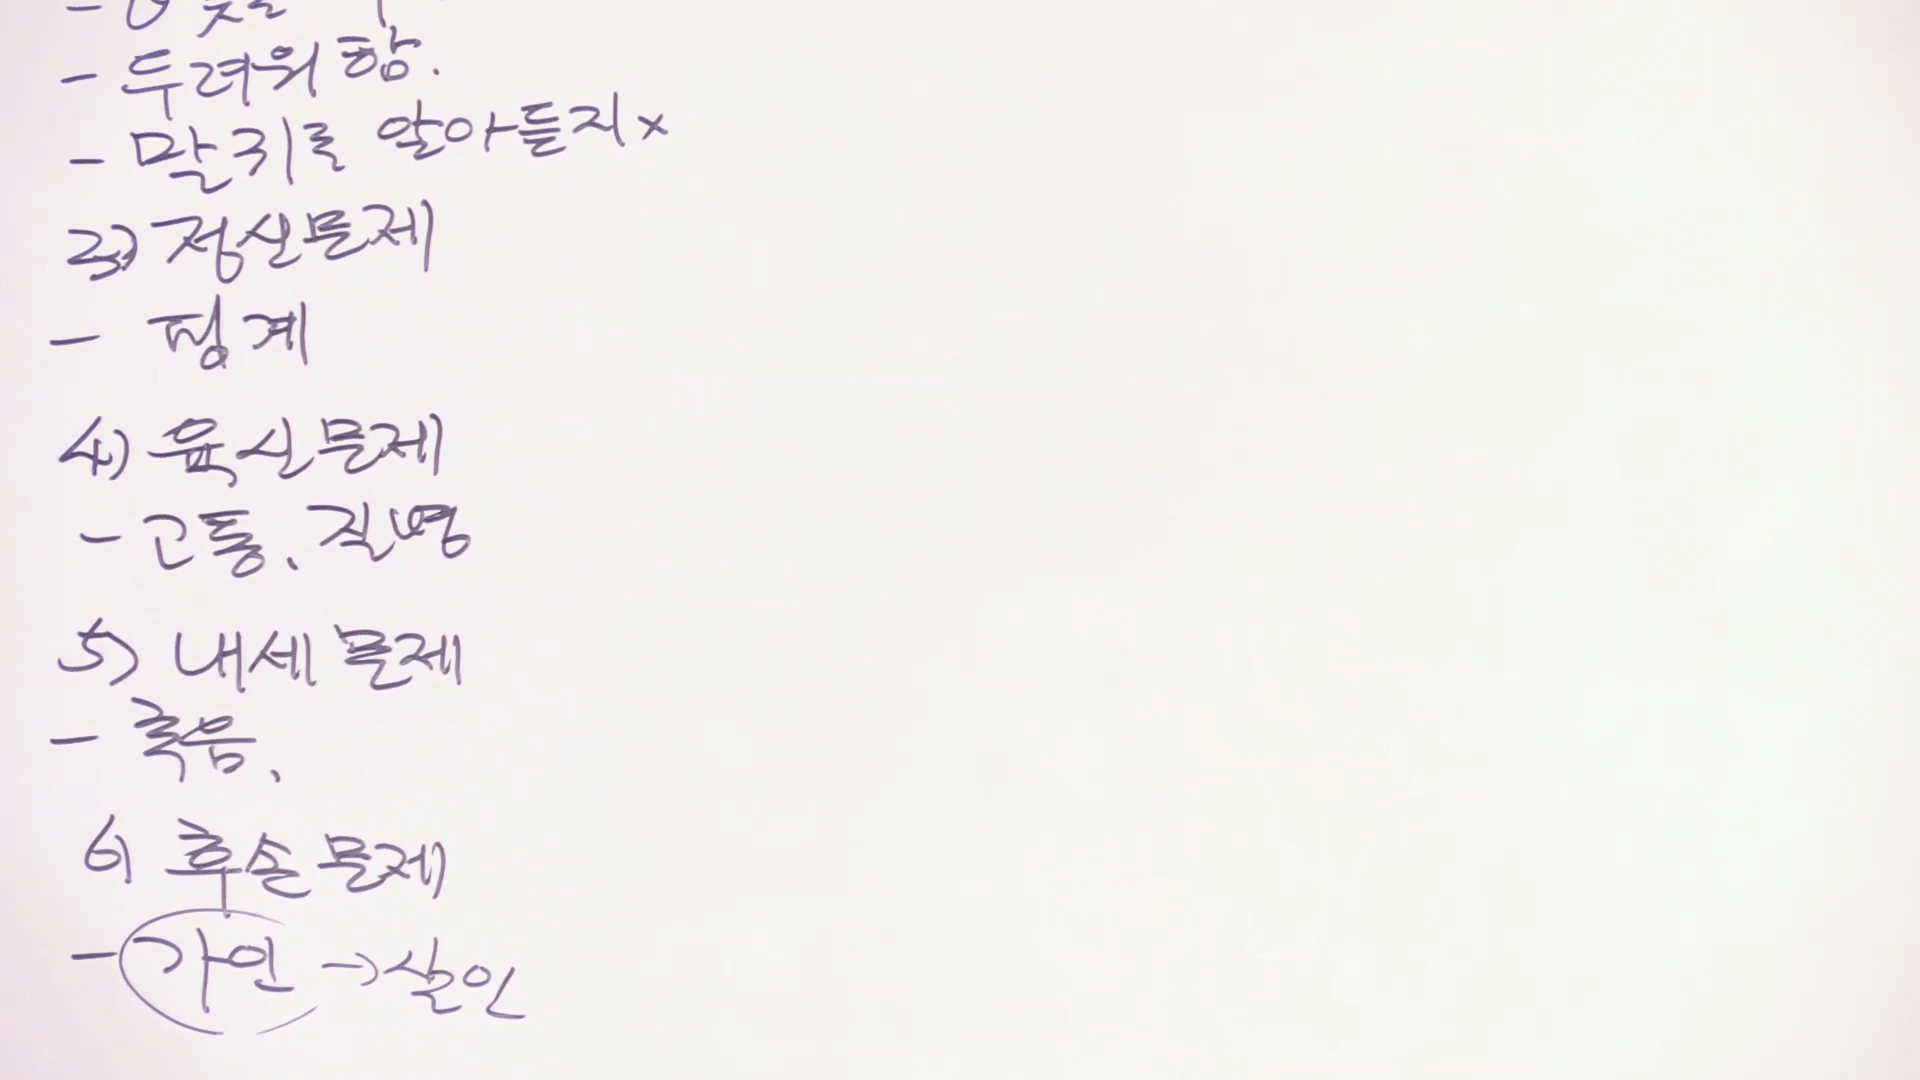 - 두려워 함.
- 말귀를 알아듣지 x
3) 정신문제
- 핑계
4) 육신문제
- 고통. 질병
5) 내세 문제
- 죽음.
6) 후손문제
- 가인 → 살인